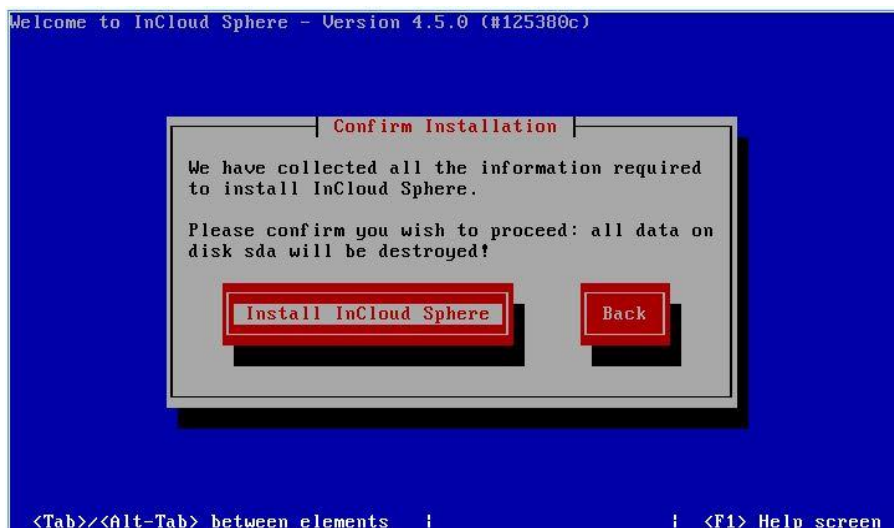 Welcome to InCloud Sphere - Version 4.5.0 (#125380c)
Confirm Installation
We have collected all the information required
to install InCloud Sphere.
Please confirm you wish to proceed: all data on
disk sda will be destroyed!
Install InCloud Sphere Back
<Tab>/<Alt-Tab> between elements | | <F1> Help screen